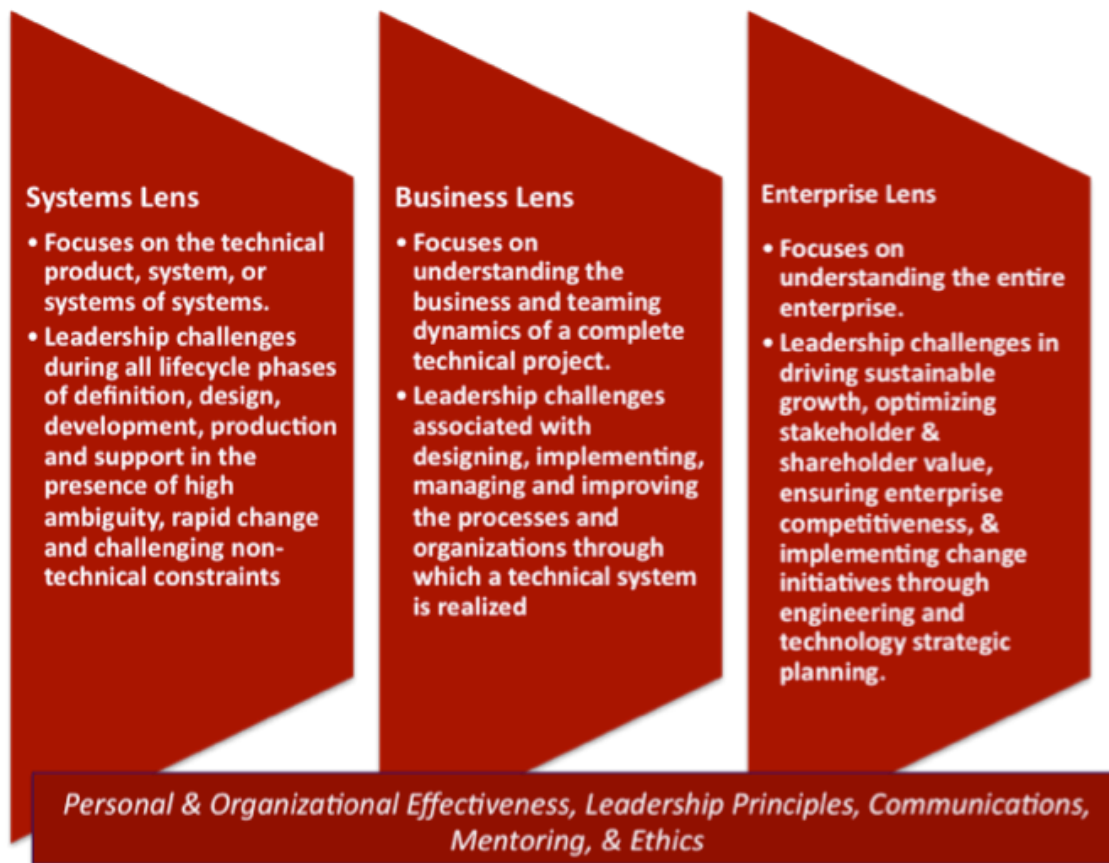 Systems Lens
• Focuses on the technical
product, system, or
systems of systems.
• Leadership challenges
during all lifecycle phases
of definition, design,
development, production
and support in the
presence of high
ambiguity, rapid change
and challenging non-
technical constraints
Business Lens
• Focuses on
understanding the
business and teaming
dynamics of a complete
technical project.
• Leadership challenges
associated with
designing, implementing,
managing and improving
the processes and
organizations through
which a technical system
is realized
Enterprise Lens
• Focuses on
understanding the entire
enterprise.
• Leadership challenges in
driving sustainable
growth, optimizing
stakeholder &
shareholder value,
ensuring enterprise
competitiveness, &
implementing change
initiatives through
engineering and
technology strategic
planning.
Personal & Organizational Effectiveness, Leadership Principles, Communications,
Mentoring, & Ethics